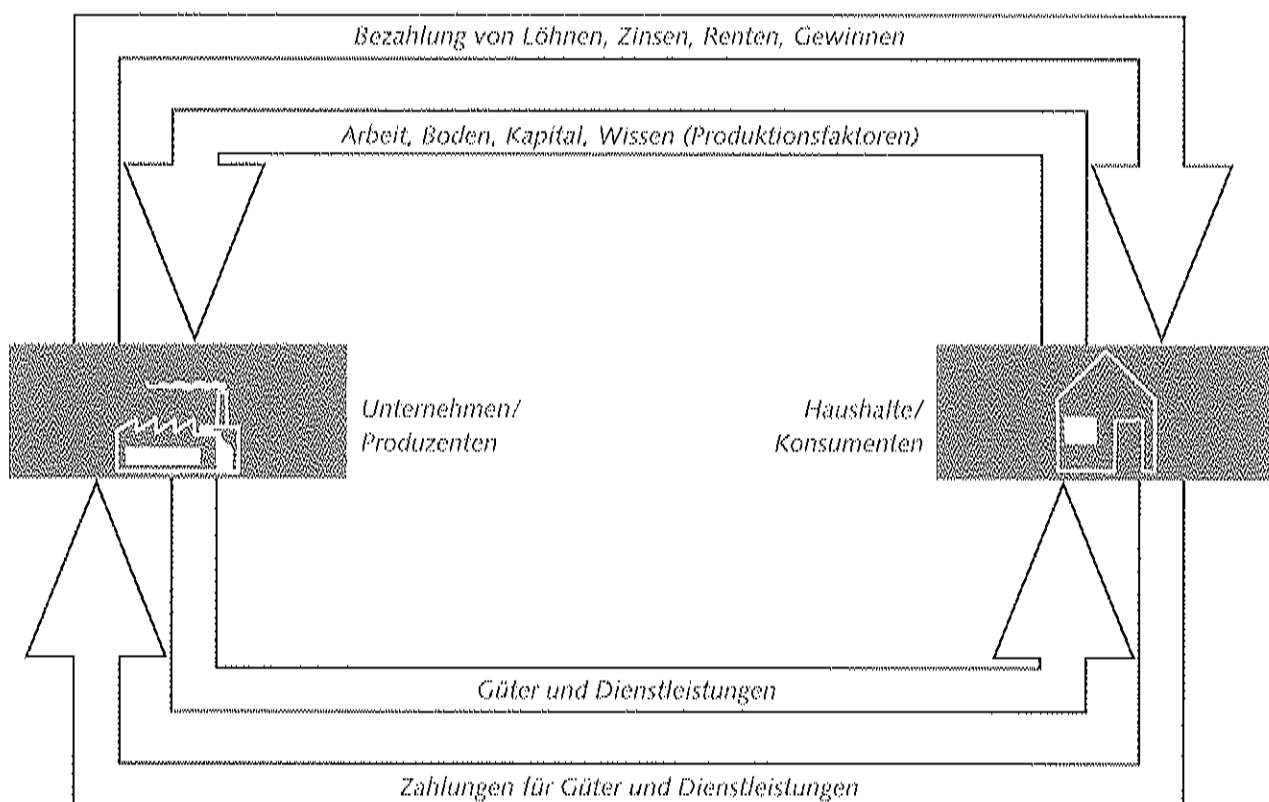 Bezahlung von Löhnen, Zinsen, Renten, Gewinnen
Arbeit, Boden, Kapital, Wissen (Produktionsfaktoren)
Unternehmen/
Produzenten
Haushalte/
Konsumenten
Güter und Dienstleistungen
Zahlungen für Güter und Dienstleistungen